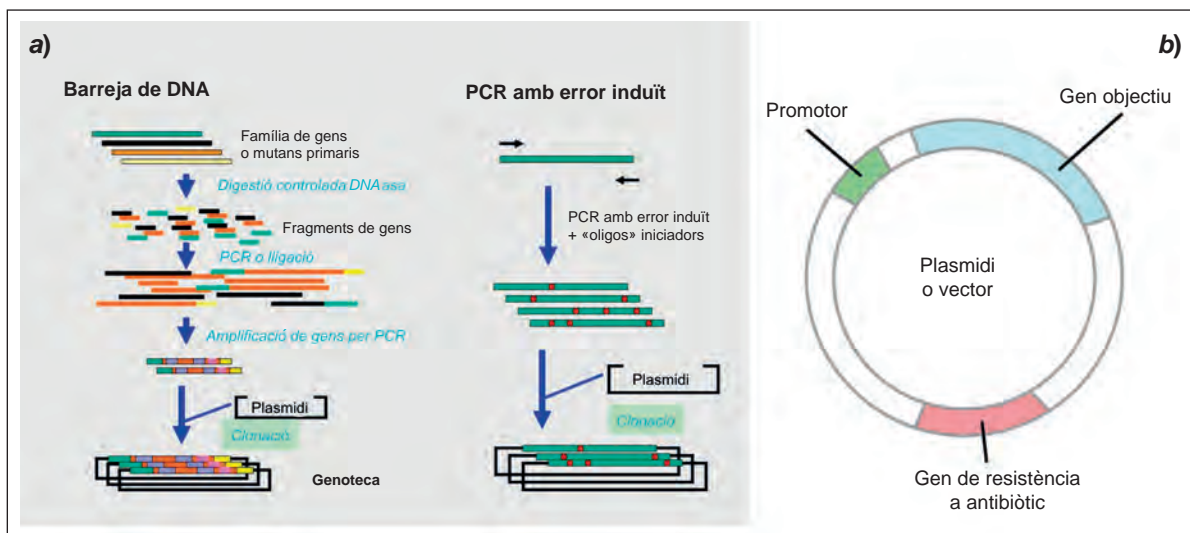 a)
Barreja de DNA
Família de gens
o mutans primaris
Digestió controlada DNAasa
Fragments de gens
PCR o lligació
Amplificació de gens per PCR
Plasmidi
Clonació
Genoteca
PCR amb error induït
PCR amb error induït
+ «oligos» iniciadors
Plasmidi
Clonació
b)
Promotor
Gen objectiu
Plasmidi
o vector
Gen de resistència
a antibiòtic